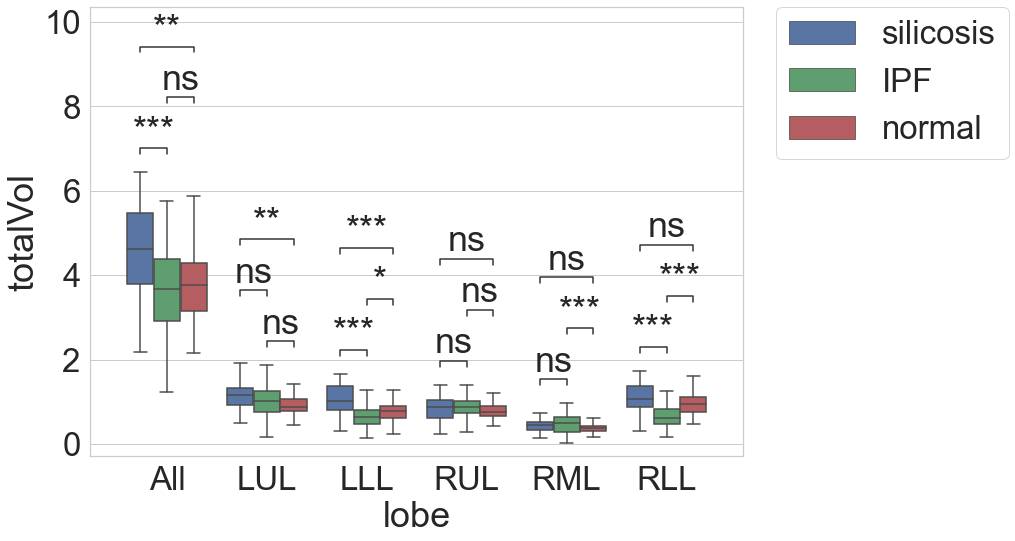 totalVol
10
8
6
4
2
0
**
ns
***
**
ns
ns
***
*
***
ns
ns
ns
ns
***
ns
ns
***
***
All LUL LLL RUL RML RLL
lobe
silicosis
IPF
normal